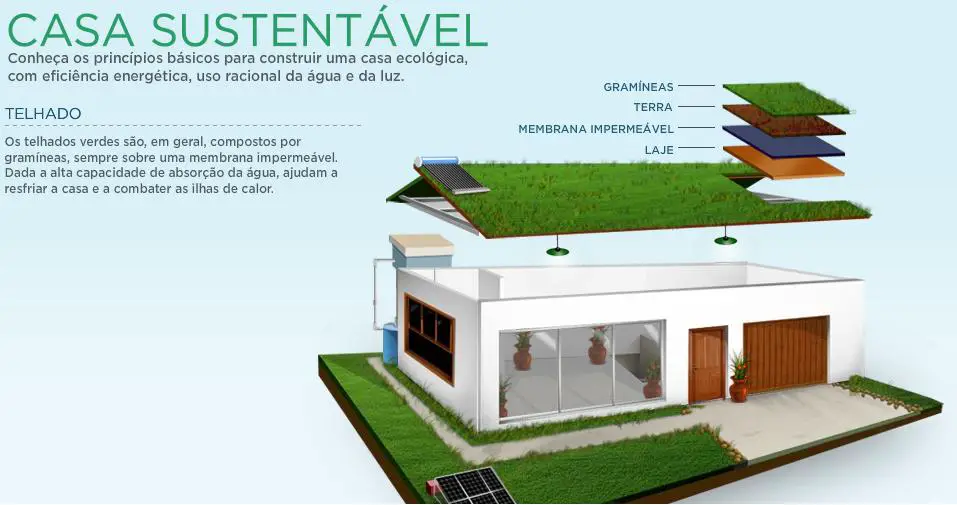 CASA SUSTENTÁVEL
Conheça os princípios básicos para construir uma casa ecológica,
com eficiência energética, uso racional da água e da luz.
TELHADO
Os telhados verdes são, em geral, compostos por
gramíneas, sempre sobre uma membrana impermeável.
Dada a alta capacidade de absorção da água, ajudam a
resfriar a casa e a combater as ilhas de calor.
GRAMÍNEAS
TERRA
MEMBRANA IMPERMEÁVEL
LAJE